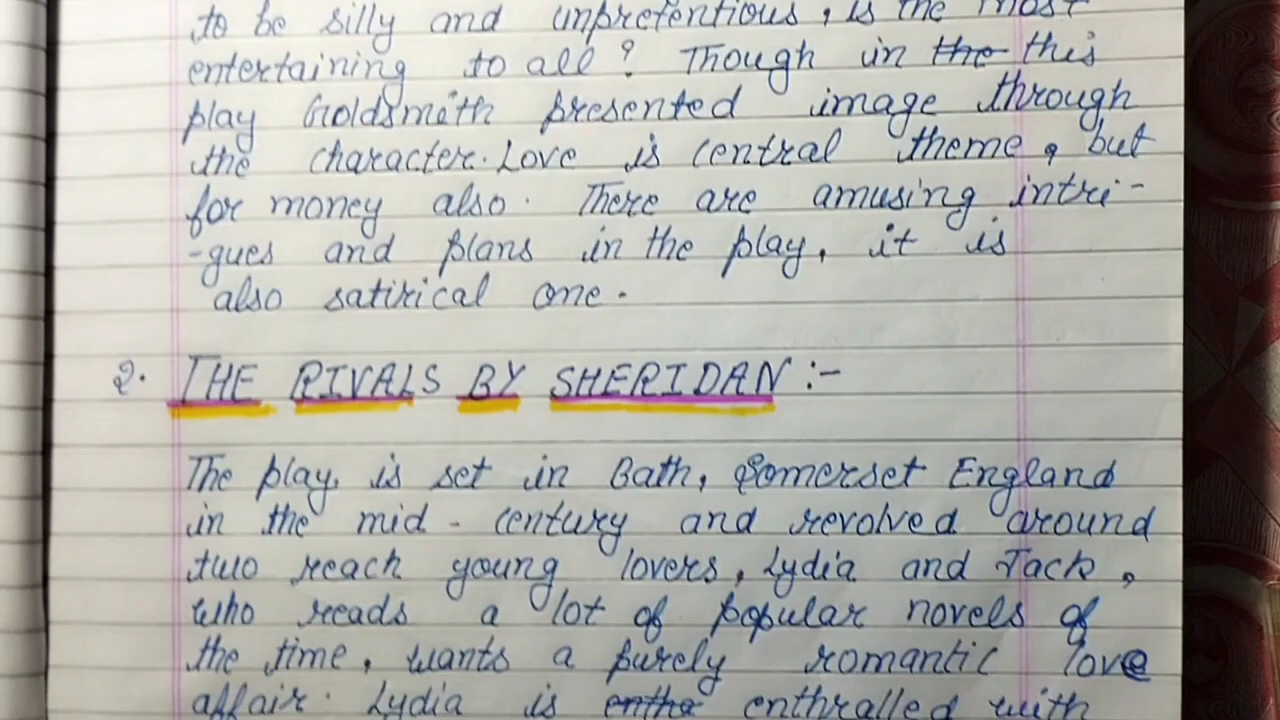 to be silly and unpretentious, is the most
entertaining to all? Though in the this
play Goldsmith presented image through
the character. Love is central theme, but
for money also. There are amusing intri-
-gues and plans in the play, it is
also satirical one.
2. THE RIVALS BY SHERIDAN :-
The play, is set in Bath, Somerset England
in the mid - century and revolved around
two reach young lovers, Lydia and Jack,
who reads a lot of popular novels of
the time, wants a purely romantic love
affair. Lydia is entha enthralled with